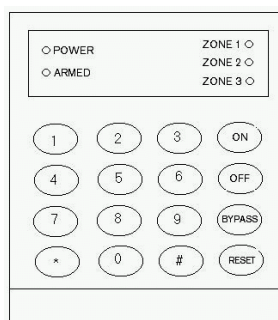 POWER ZONE 1
ZONE 2
ARMED
ZONE 3
1 2 3 ON
4 5 6 OFF
7 8 9 BYPASS
* 0 # RESET